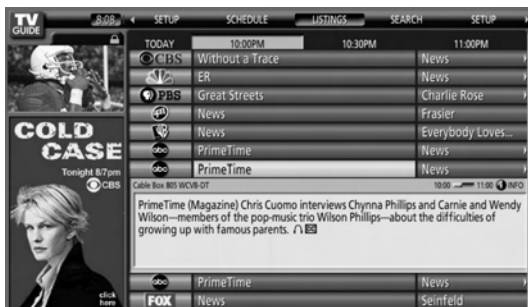 TV GUIDE
8:08
SETUP SCHEDULE LISTINGS SEARCH SETUP
TODAY 10:00PM 10:30PM 11:00PM
CBS Without a Trace News
ER News
PBS Great Streets Charlie Rose
News Frasier
News Everybody Loves...
abc PrimeTime News
abc PrimeTime News
COLD CASE
Tonight 8/7pm
CBS
click here
Cable Box 805 WCVB-DT 10:00 11:00 INFO
PrimeTime (Magazine) Chris Cuomo interviews Chynna Phillips and Carnie and Wendy
Wilson—members of the pop-music trio Wilson Phillips—about the difficulties of
growing up with famous parents.
abc PrimeTime News
FOX News Seinfeld